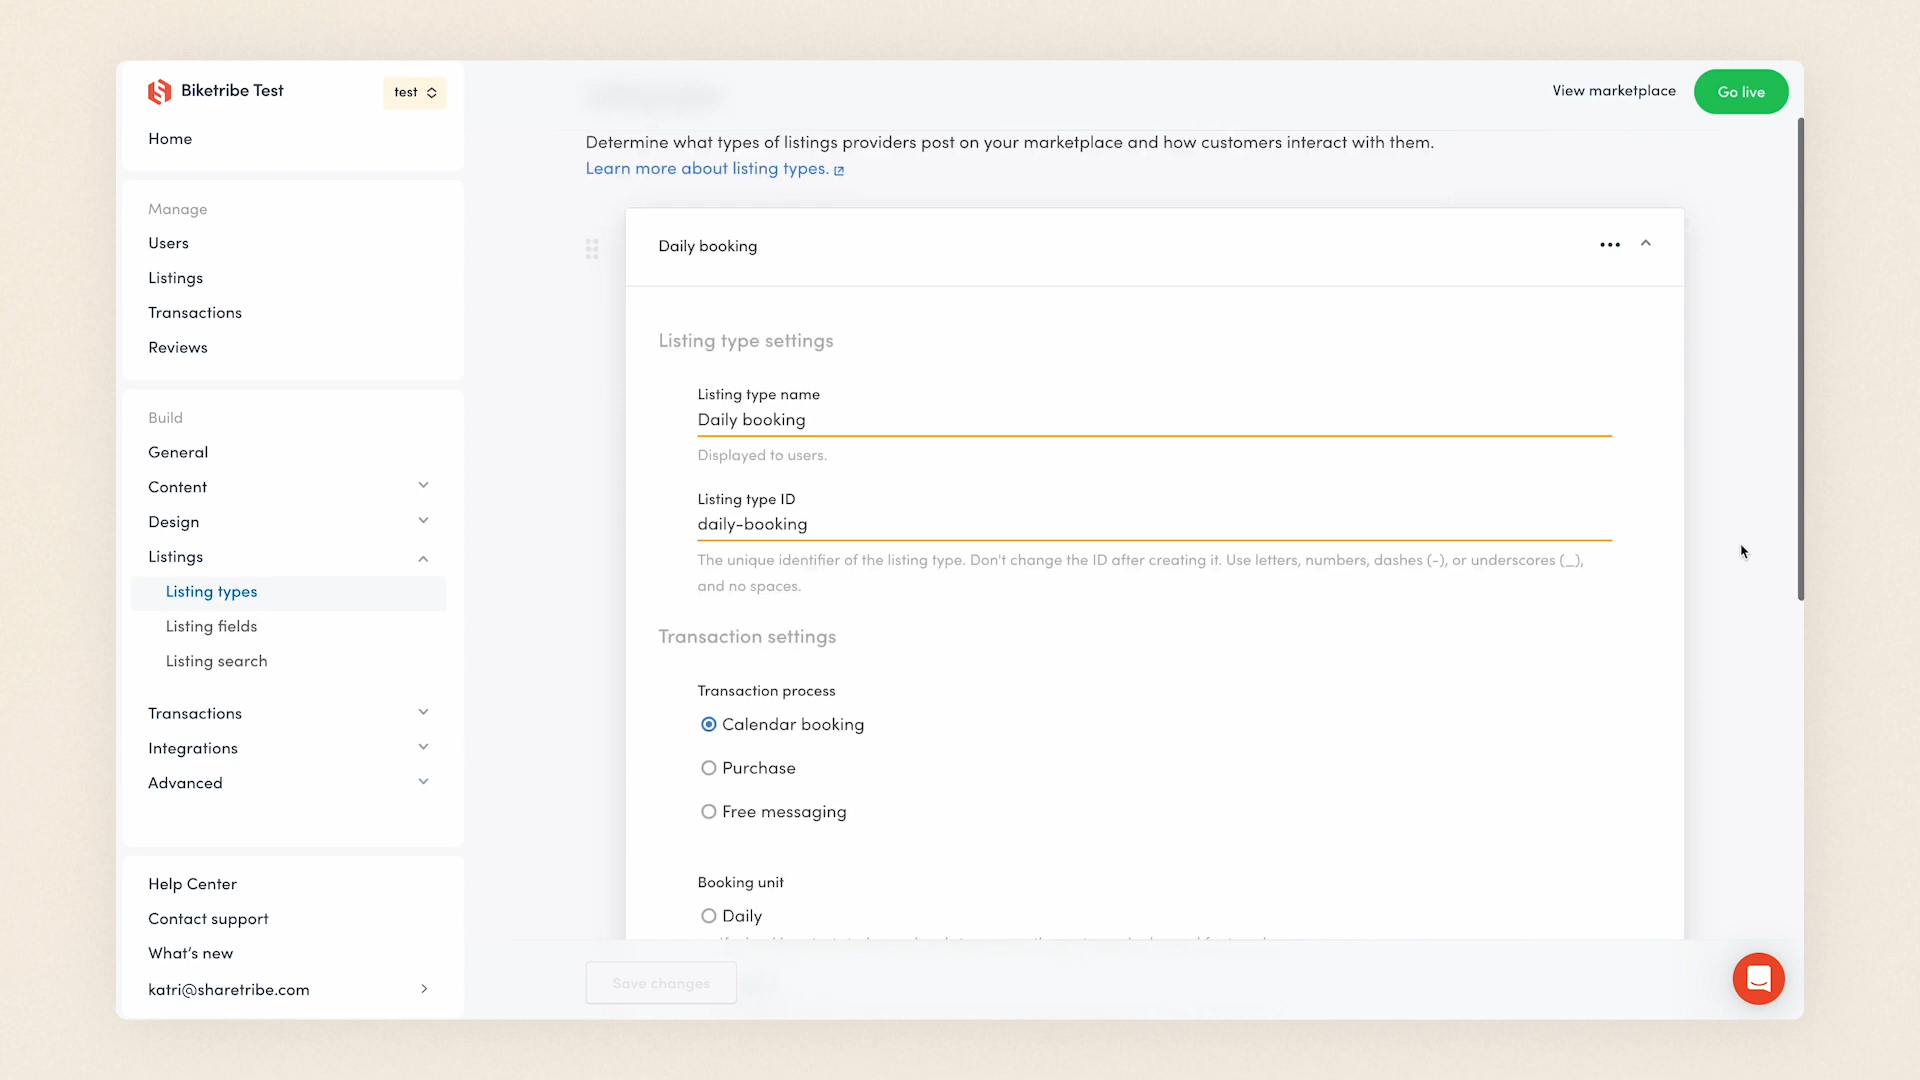 Biketribe Test
test
Home
Manage
Users
Listings
Transactions
Reviews
Build
General
Content
Design
Listings
Listing types
Listing fields
Listing search
Transactions
Integrations
Advanced
Help Center
Contact support
What's new
katri@sharetribe.com
View marketplace
Go live
Determine what types of listings providers post on your marketplace and how customers interact with them.
Learn more about listing types.
Daily booking
Listing type settings
Listing type name
Daily booking
Displayed to users.
Listing type ID
daily-booking
The unique identifier of the listing type. Don't change the ID after creating it. Use letters, numbers, dashes (-), or underscores (_),
and no spaces.
Transaction settings
Transaction process
Calendar booking
Purchase
Free messaging
Booking unit
Daily
Save changes